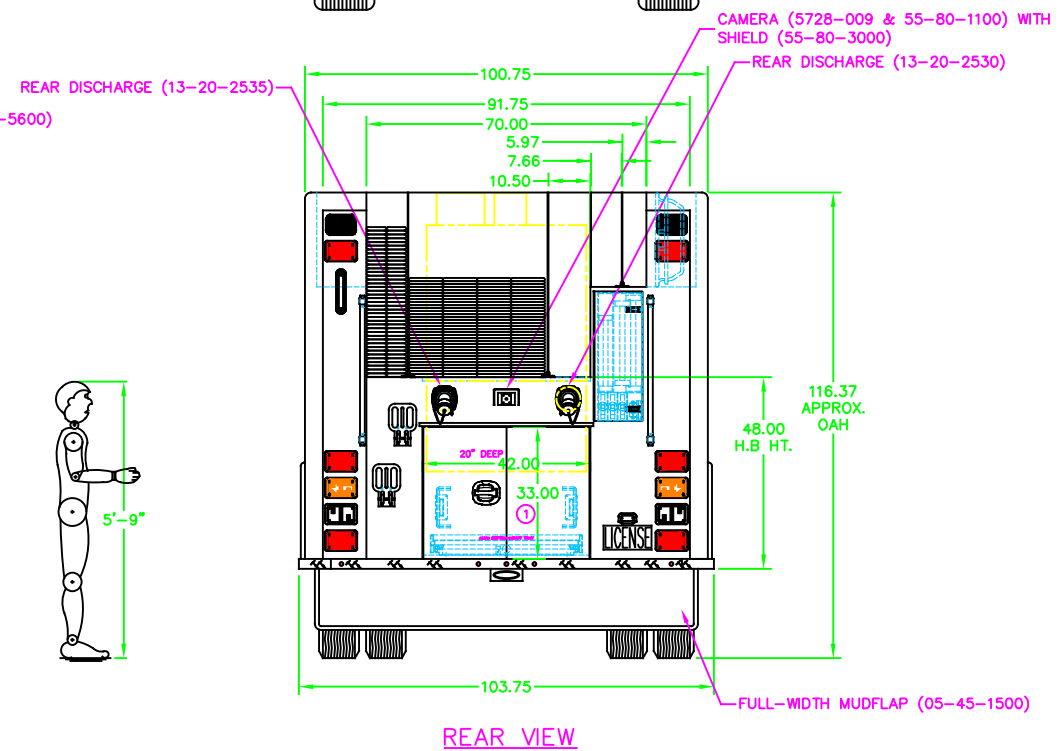 CAMERA (5728-009 & 55-80-1100) WITH
SHIELD (55-80-3000)
REAR DISCHARGE (13-20-2530)
REAR DISCHARGE (13-20-2535)
-5600)
100.75
91.75
70.00
5.97
7.66
10.50
116.37
APPROX.
OAH
48.00
H.B HT.
20" DEEP
42.00
33.00
1
5'-9"
LICENSE
103.75
FULL-WIDTH MUDFLAP (05-45-1500)
REAR VIEW